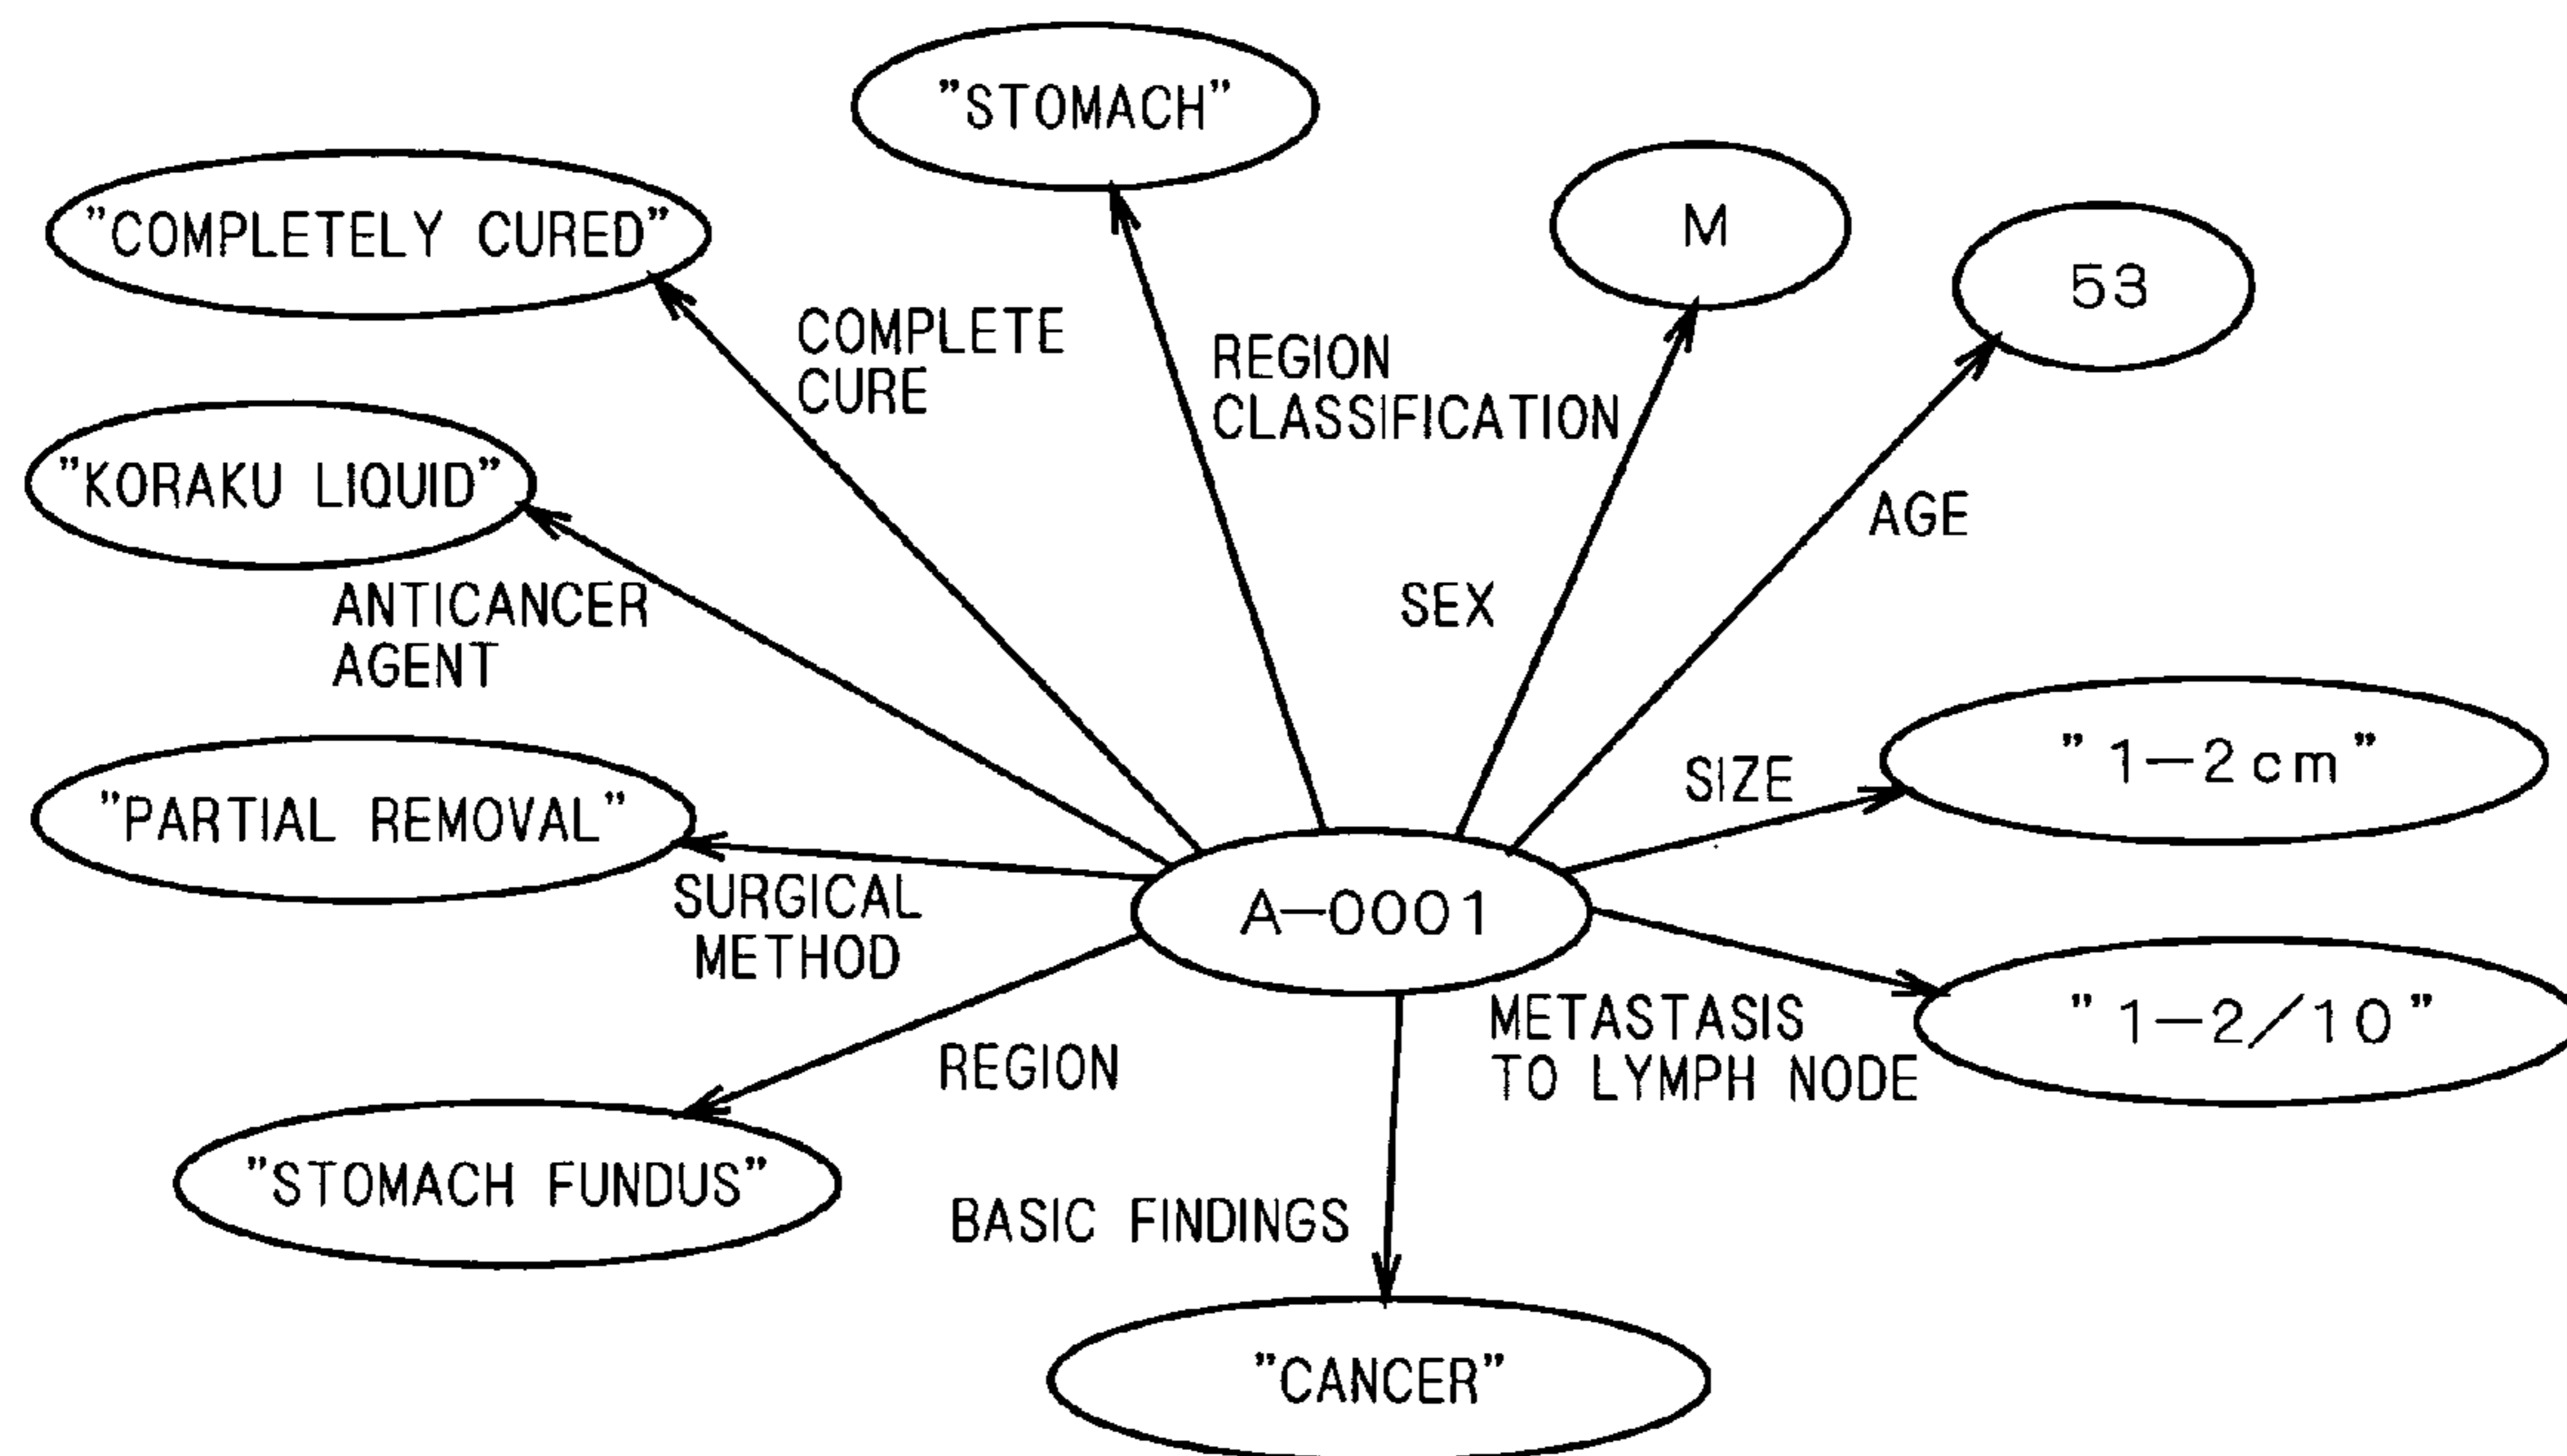 "STOMACH"
"COMPLETELY CURED"
M
53
COMPLETE
CURE
REGION
CLASSIFICATION
"KORAKU LIQUID"
AGE
ANTICANCER
AGENT
SEX
"PARTIAL REMOVAL"
SIZE
"1-2cm"
SURGICAL
METHOD
A-0001
METASTASIS
TO LYMPH NODE
"1-2/10"
REGION
"STOMACH FUNDUS"
BASIC FINDINGS
"CANCER"